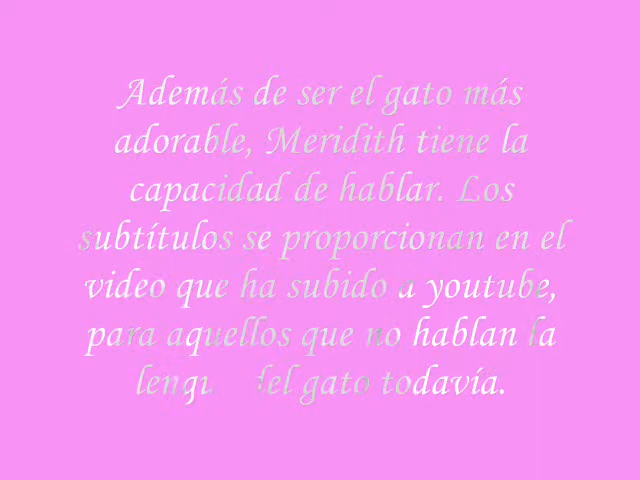 Además de ser el gato más
adorable, Meridith tiene la
capacidad de hablar. Los
subtítulos se proporcionan en el
video que ha subido a youtube,
para aquellos que no hablan la
del gato todavía.